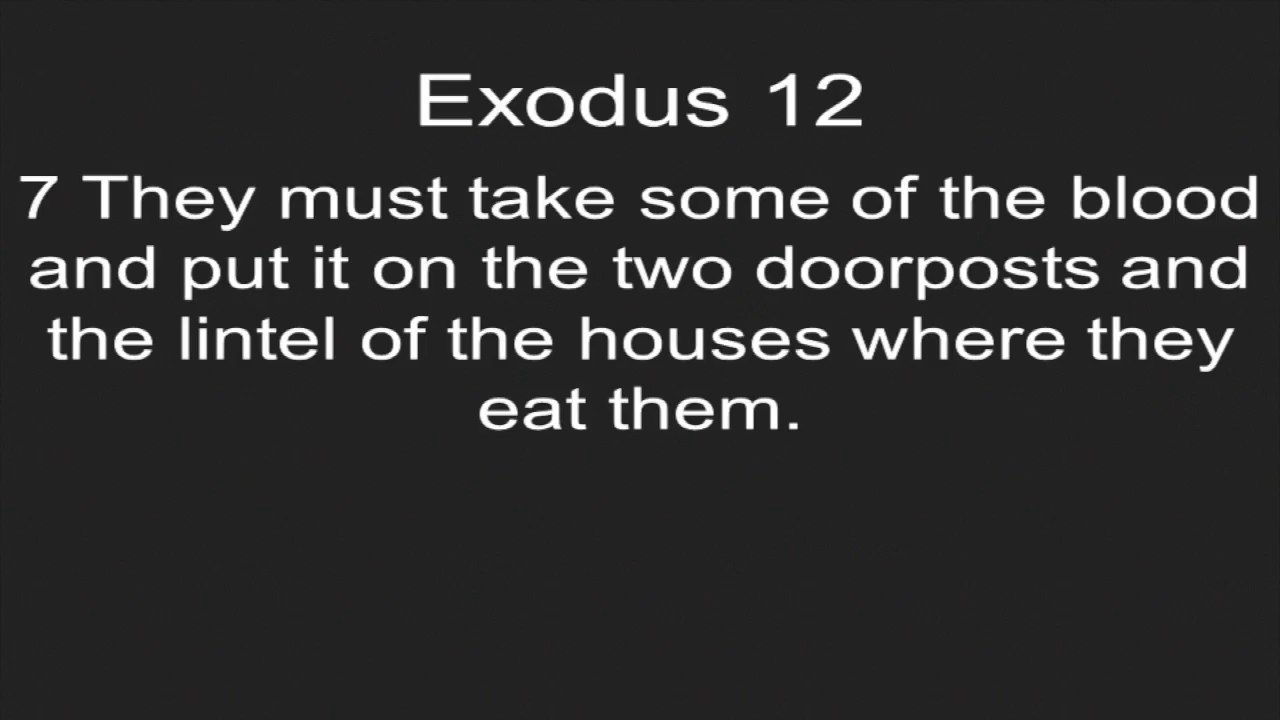 Exodus 12
7 They must take some of the blood
and put it on the two doorposts and
the lintel of the houses where they
eat them.